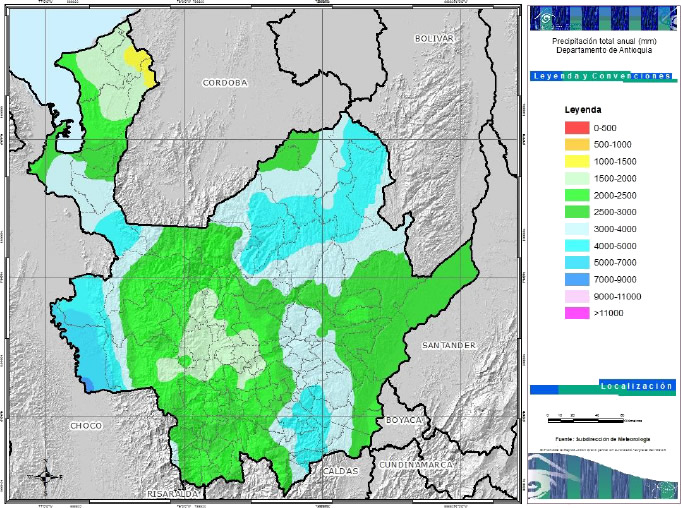 BOLIVAR
CORDOBA
SANTANDER
CHOCO
BOYACA
CUNDINAMARCA
CALDAS
RISARALDA
Precipitación total anual (mm)
Departamento de Antioquia
Leyenda y Convenciones
Leyenda
0-500
500-1000
1000-1500
1500-2000
2000-2500
2500-3000
3000-4000
4000-5000
5000-7000
7000-9000
9000-11000
>11000
Localización
Fuente: Subdirección de Meteorología